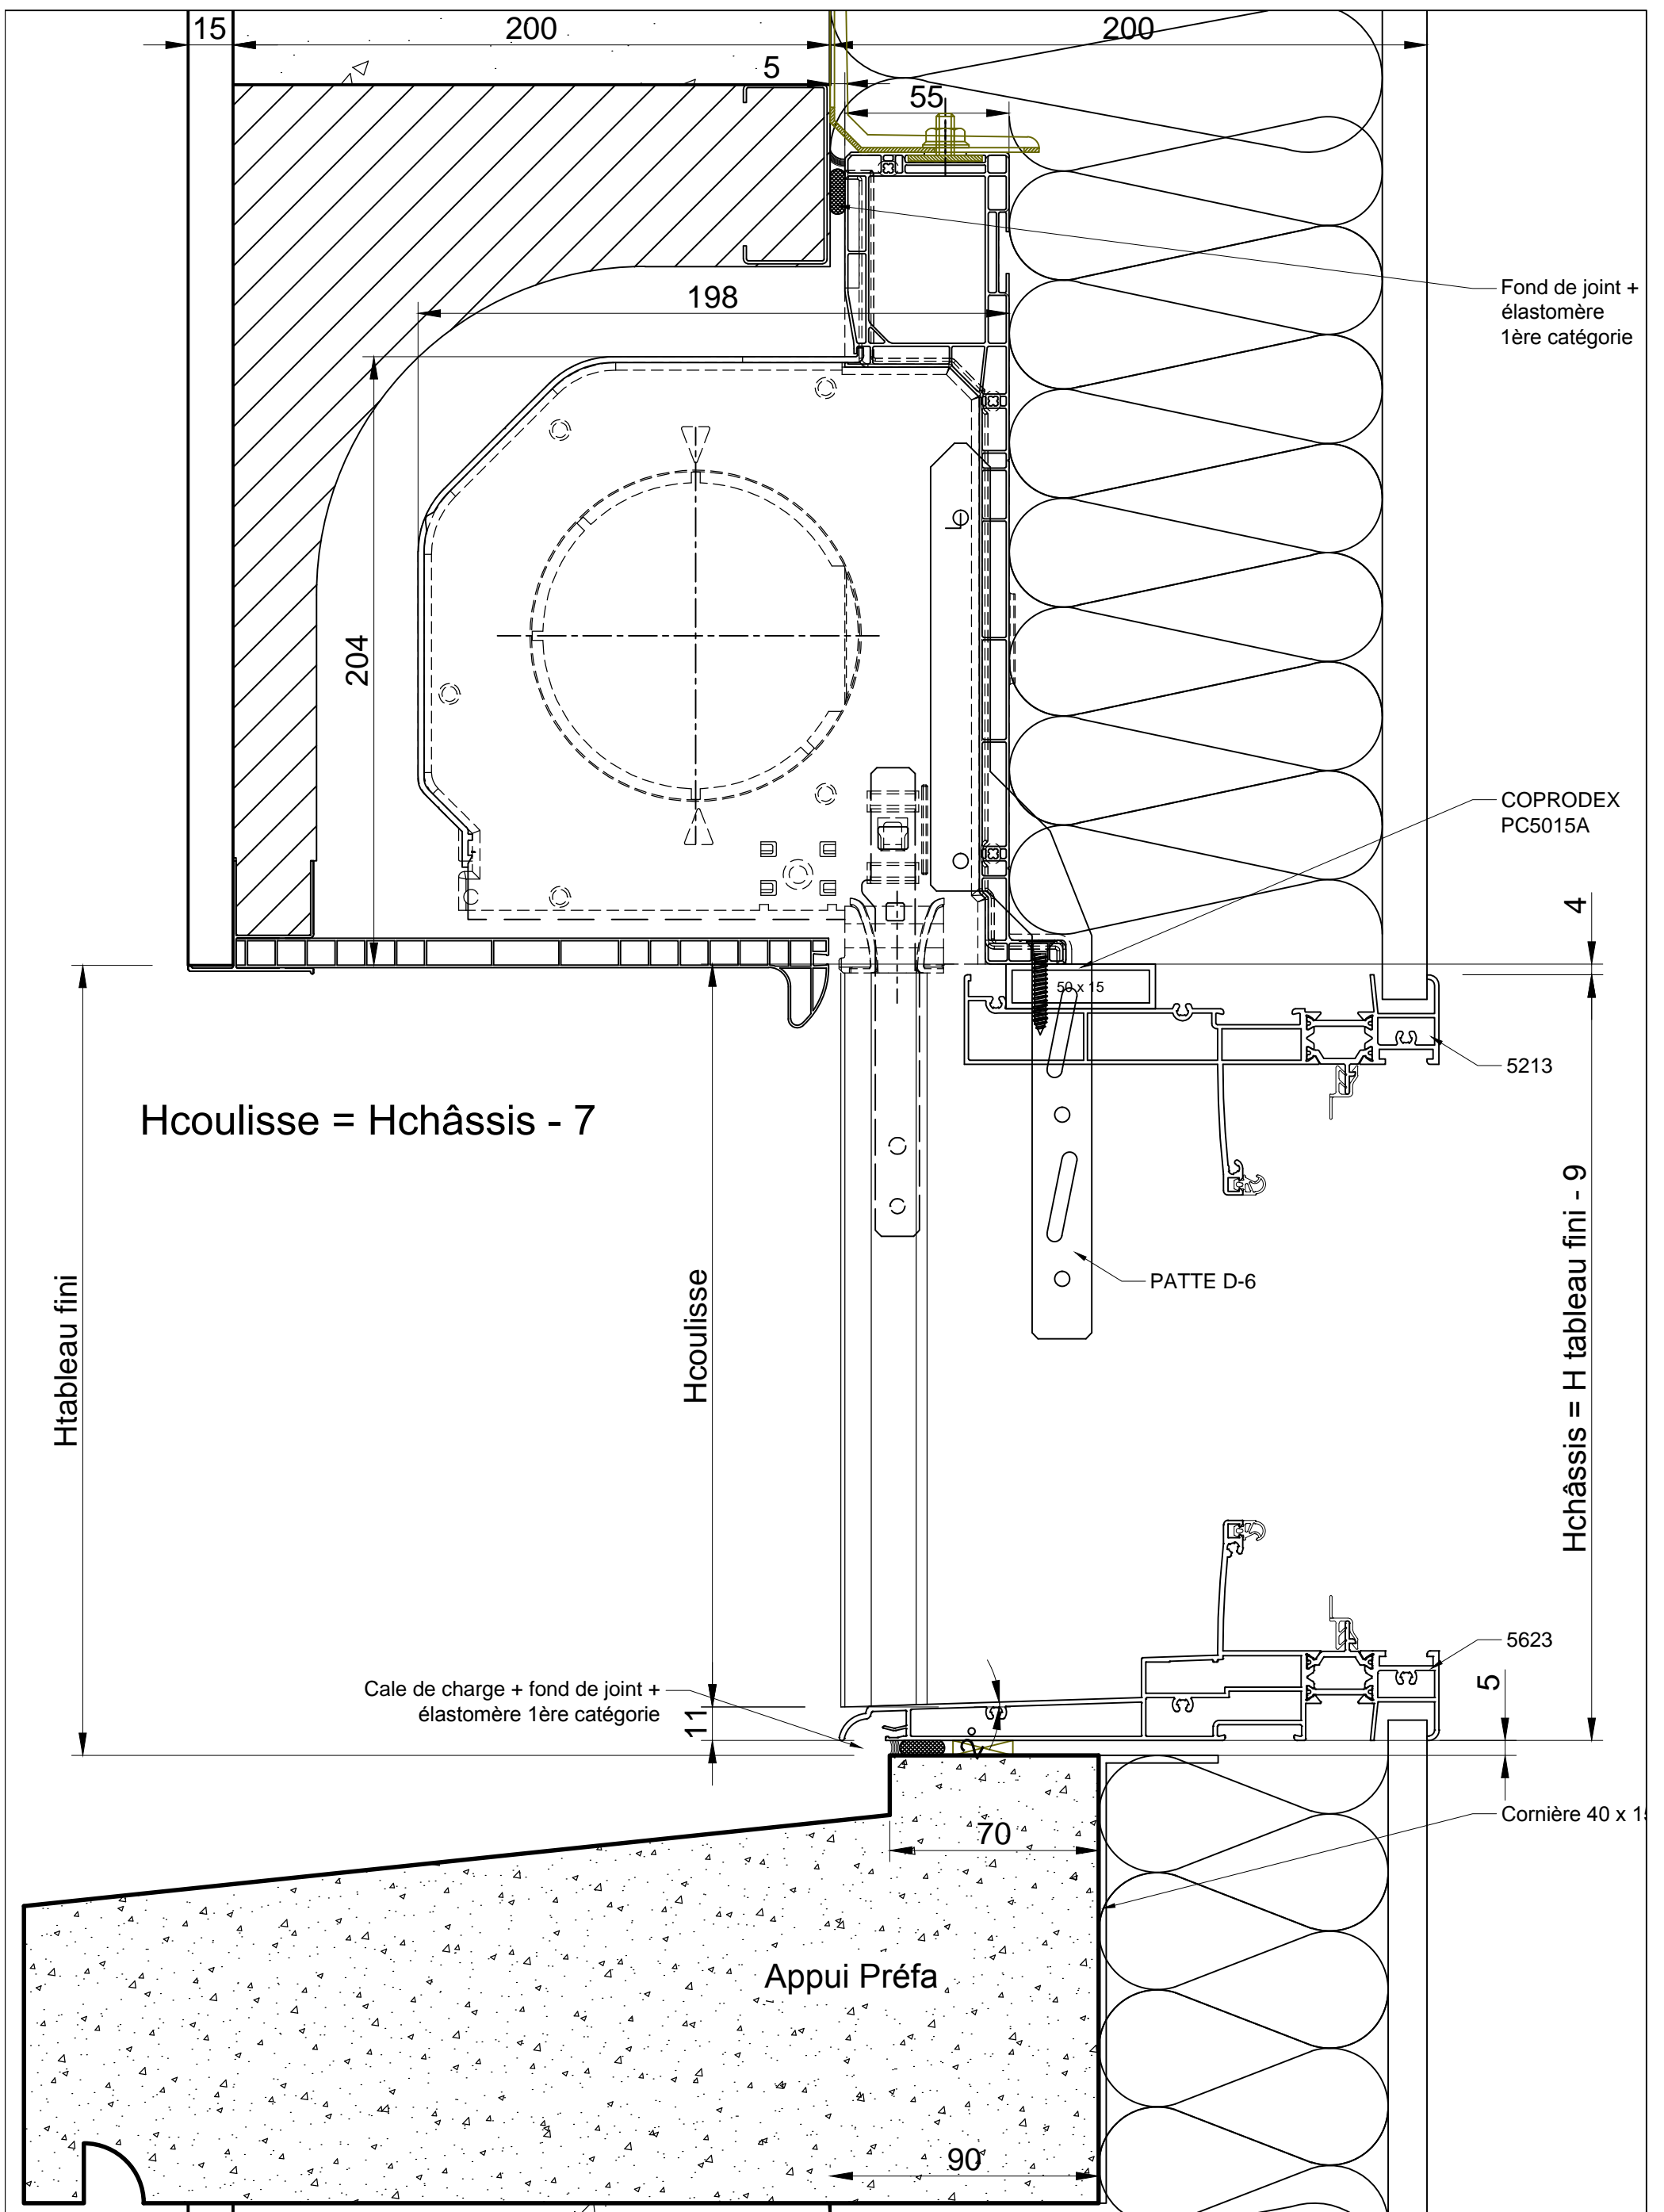 15
200
200
5
55
198
Fond de joint +
élastomère
1ère catégorie
204
COPRODEX
PC5015A
4
50 x 15
5213
Hcoulisse = Hchâssis - 7
PATTE D-6
Htableau fini
Hcoulisse
Hchâssis = H tableau fini - 9
5623
Cale de charge + fond de joint +
élastomère 1ère catégorie
11
2°
5
Cornière 40 x
70
Appui Préfa
90